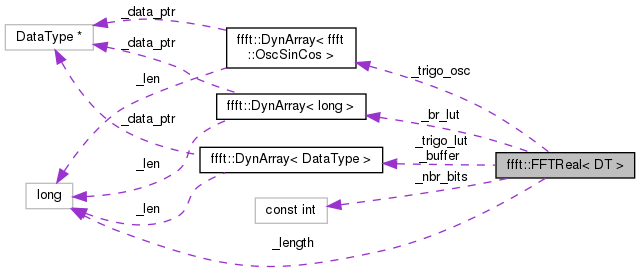 _data_ptr
DataType *
ffft::DynArray< ffft
::OscSinCos >
_data_ptr
_trigo_osc
_len
ffft::DynArray< long >
_br_lut
_data_ptr
_trigo_lut
_buffer
ffft::DynArray< DataType >
ffft::FFTReal< DT >
_len
_nbr_bits
long
_len
const int
_length